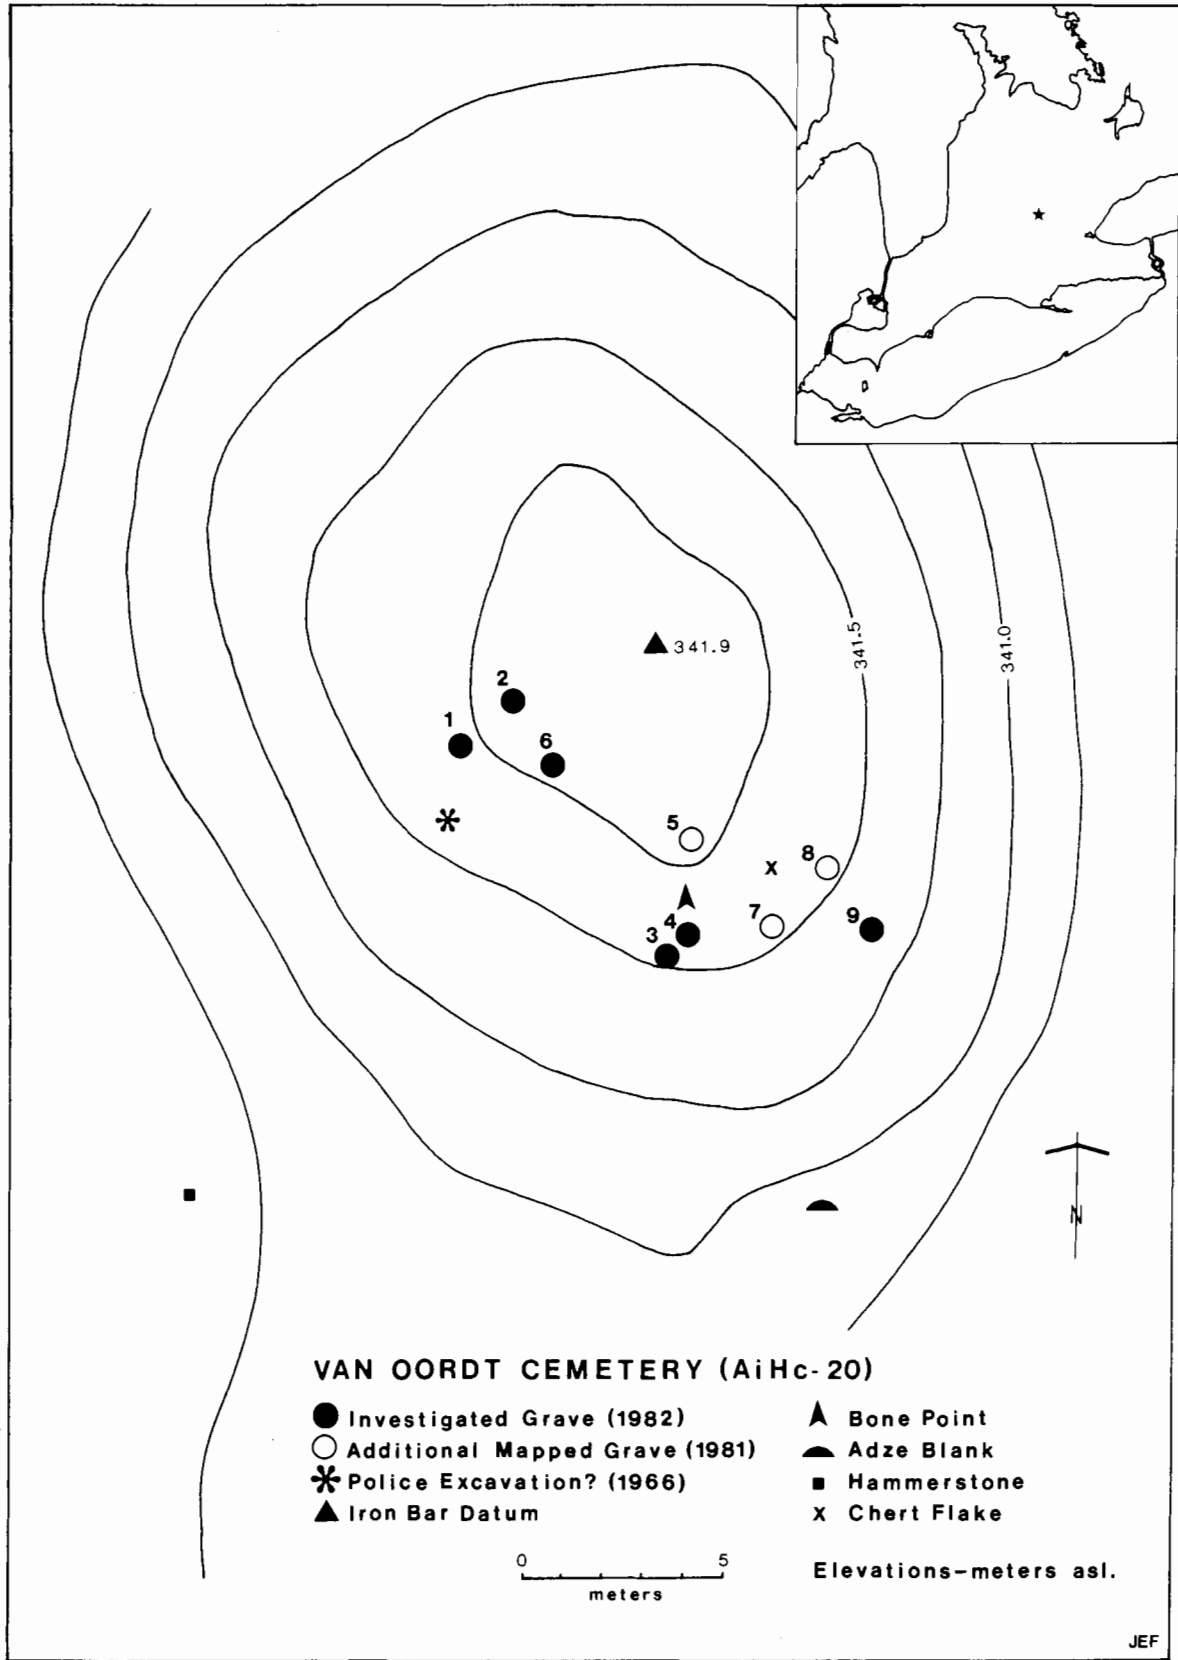 341.5
341.0
341.9
2
1
6
5
8
7
9
4
3
N
VAN OORDT CEMETERY (AiHc-20)
Investigated Grave (1982)
Additional Mapped Grave (1981)
Police Excavation? (1966)
Iron Bar Datum
Bone Point
Adze Blank
Hammerstone
x Chert Flake
0 5
meters
Elevations-meters asl.
JEF